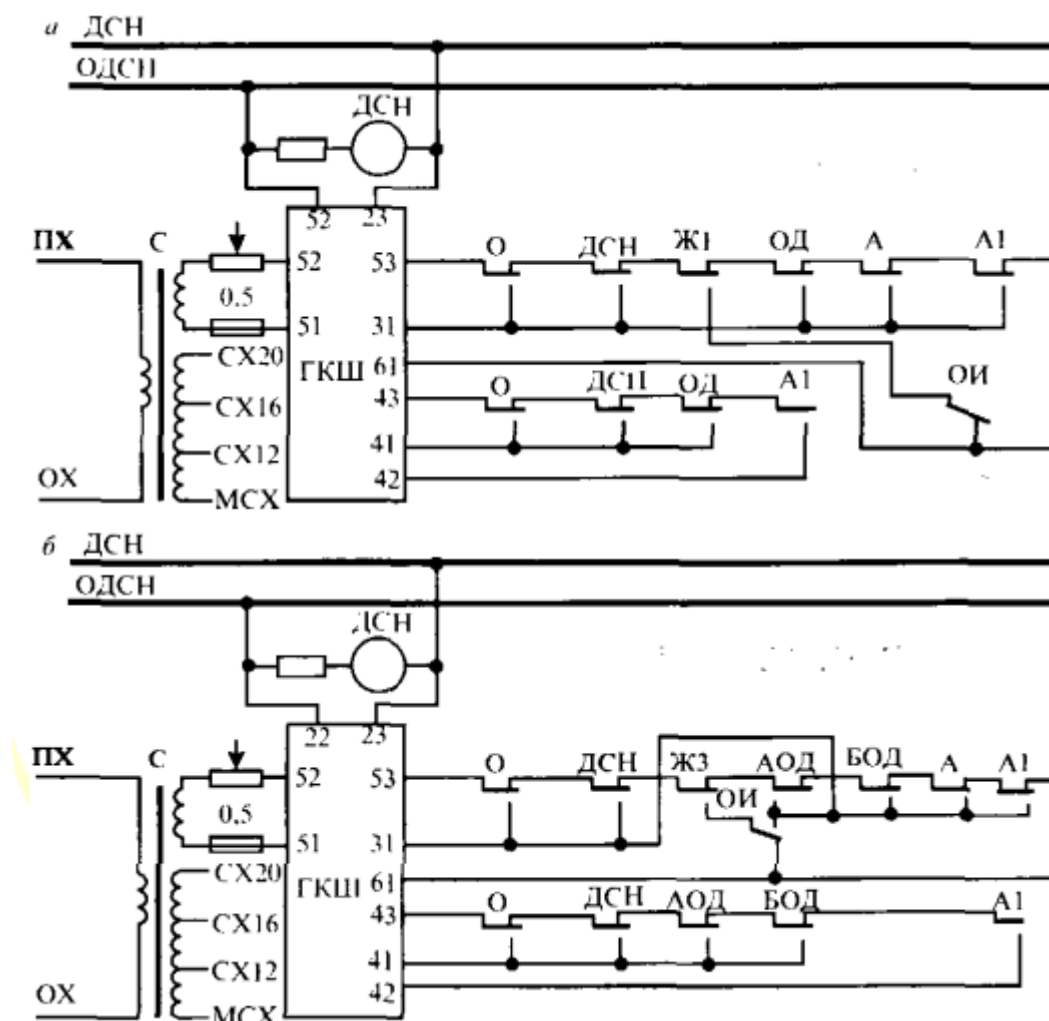 а ДСН
ОДСН
ДСН
52 23
ПХ С 52 53 О ДСН Ж1 ОД А А1
0.5
51 31
СХ20 61
ГКШ ОИ
СХ16 43 О ДСП ОД А1
СХ12 41
42
ОХ МСХ
б ДСН
ОДСН
ДСН
22 23
ПХ С 52 53 О ДСН Ж3 АОД БОД А А1
ОИ
0.5
51 31
СХ20 61
ГКШ
СХ16 43 О ДСН АОД БОД А1
СХ12 41
42
ОХ МСХ